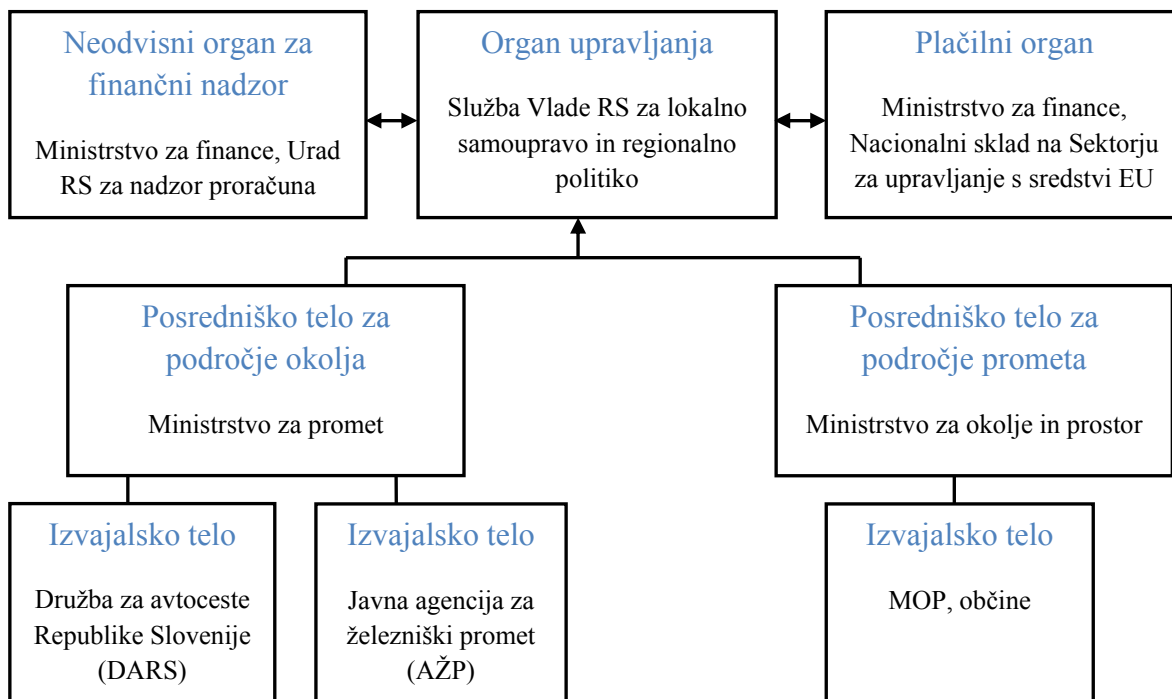 Neodvisni organ za
finančni nadzor
Ministrstvo za finance, Urad
RS za nadzor proračuna
Organ upravljanja
Služba Vlade RS za lokalno
samoupravo in regionalno
politiko
Plačilni organ
Ministrstvo za finance,
Nacionalni sklad na Sektorju
za upravljanje s sredstvi EU
Posredniško telo za
področje okolja
Ministrstvo za promet
Posredniško telo za
področje prometa
Ministrstvo za okolje in prostor
Izvajalsko telo
Družba za avtoceste
Republike Slovenije
(DARS)
Izvajalsko telo
Javna agencija za
železniški promet
(AŽP)
Izvajalsko telo
MOP, občine